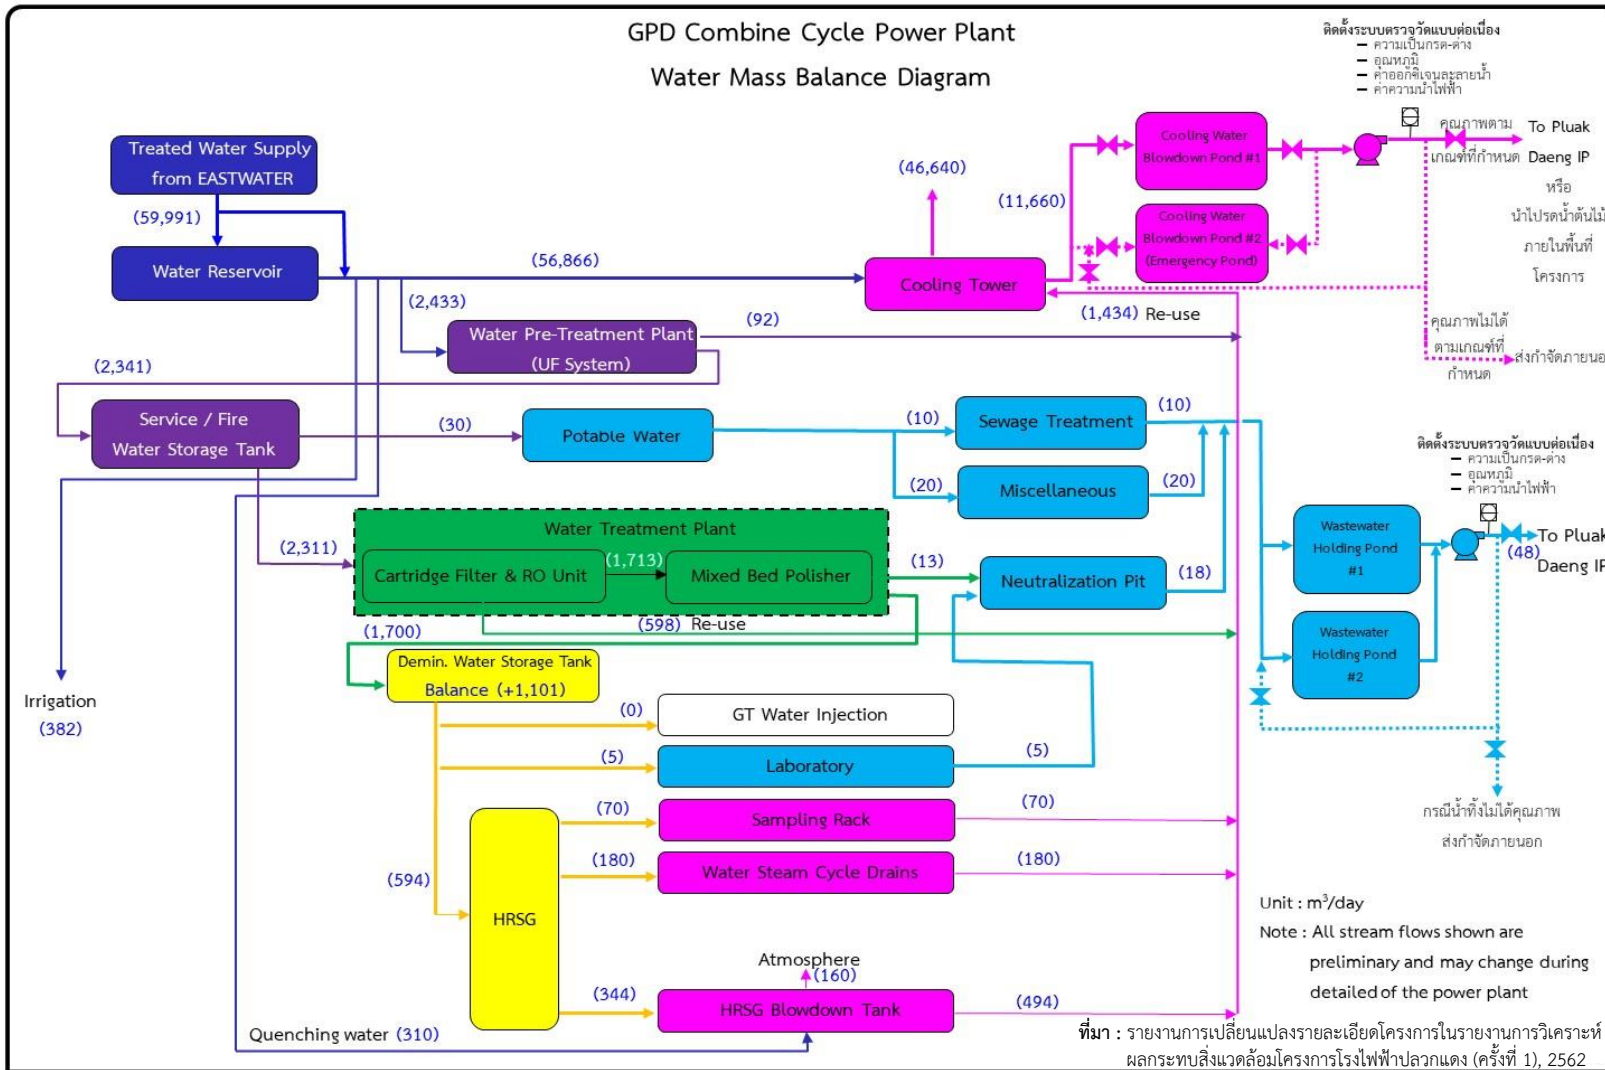 GPD Combine Cycle Power Plant
Water Mass Balance Diagram
ติดตั้งระบบตรวจวัดแบบต่อเนื่อง
– ความเป็นกรด-ด่าง
– อุณหภูมิ
– ค่าออกซิเจนละลายน้ำ
– ค่าความนำไฟฟ้า
Treated Water Supply
from EASTWATER
(59,991)
Water Reservoir
(56,866)
(2,433)
(46,640)
Cooling Tower
(11,660)
Cooling Water
Blowdown Pond #1
Cooling Water
Blowdown Pond #2
(Emergency Pond)
คุณภาพตาม
เกณฑ์ที่กำหนด
To Pluak
Daeng IP
หรือ
นำไปรดน้ำต้นไม้
ภายในพื้นที่
โครงการ
(1,434) Re-use
คุณภาพไม่ได้
ตามเกณฑ์ที่
กำหนด
ส่งกำจัดภายนอ
Water Pre-Treatment Plant
(UF System)
(92)
(2,341)
Service / Fire
Water Storage Tank
(30)
Potable Water
(10)
Sewage Treatment
(10)
(20)
Miscellaneous
(20)
ติดตั้งระบบตรวจวัดแบบต่อเนื่อง
– ความเป็นกรด-ด่าง
– อุณหภูมิ
– ค่าความนำไฟฟ้า
(2,311)
Water Treatment Plant
Cartridge Filter & RO Unit
(1,713)
Mixed Bed Polisher
(13)
Neutralization Pit
(18)
Wastewater
Holding Pond
#1
Wastewater
Holding Pond
#2
To Pluak
(48)
Daeng IP
(598) Re-use
(1,700)
Demin. Water Storage Tank
Balance (+1,101)
Irrigation
(382)
(0)
GT Water Injection
(5)
Laboratory
(5)
(70)
Sampling Rack
(70)
(180)
Water Steam Cycle Drains
(180)
(594)
HRSG
Atmosphere
(160)
(344)
HRSG Blowdown Tank
(494)
Quenching water (310)
กรณีน้ำทิ้งไม่ได้คุณภาพ
ส่งกำจัดภายนอก
Unit : m³/day
Note : All stream flows shown are
preliminary and may change during
detailed of the power plant
ที่มา : รายงานการเปลี่ยนแปลงรายละเอียดโครงการในรายงานการวิเคราะห์
ผลกระทบสิ่งแวดล้อมโครงการโรงไฟฟ้าปลวกแดง (ครั้งที่ 1), 2562